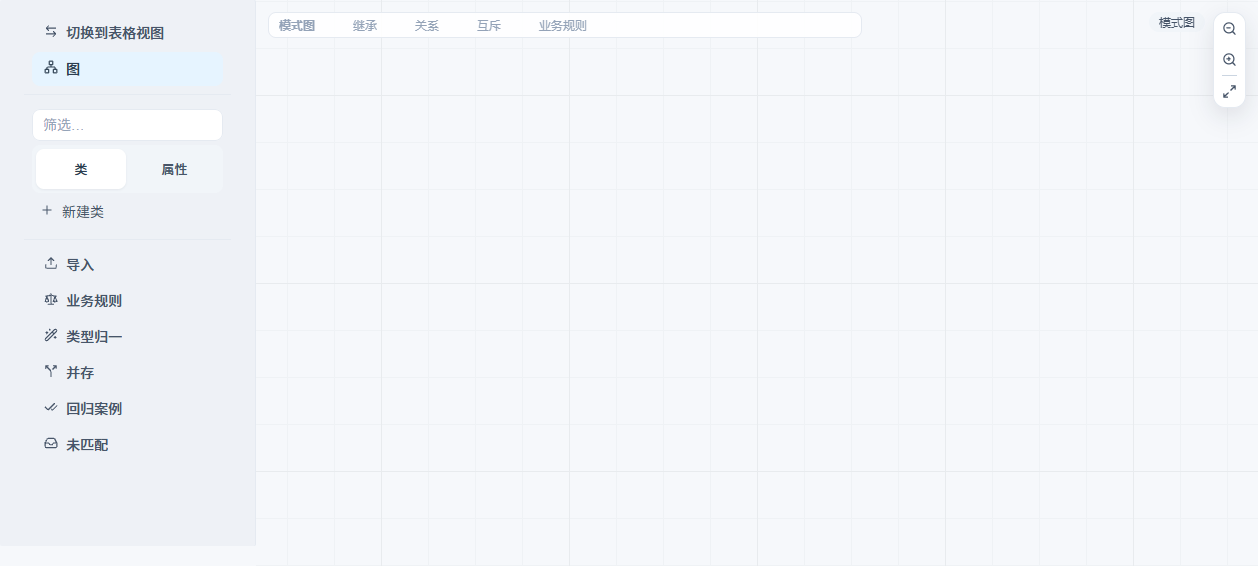 切换到表格视图
图
筛选...
类 属性
新建类
导入
业务规则
类型归一
并存
回归案例
未匹配
模式图 继承 关系 互斥 业务规则
模式图